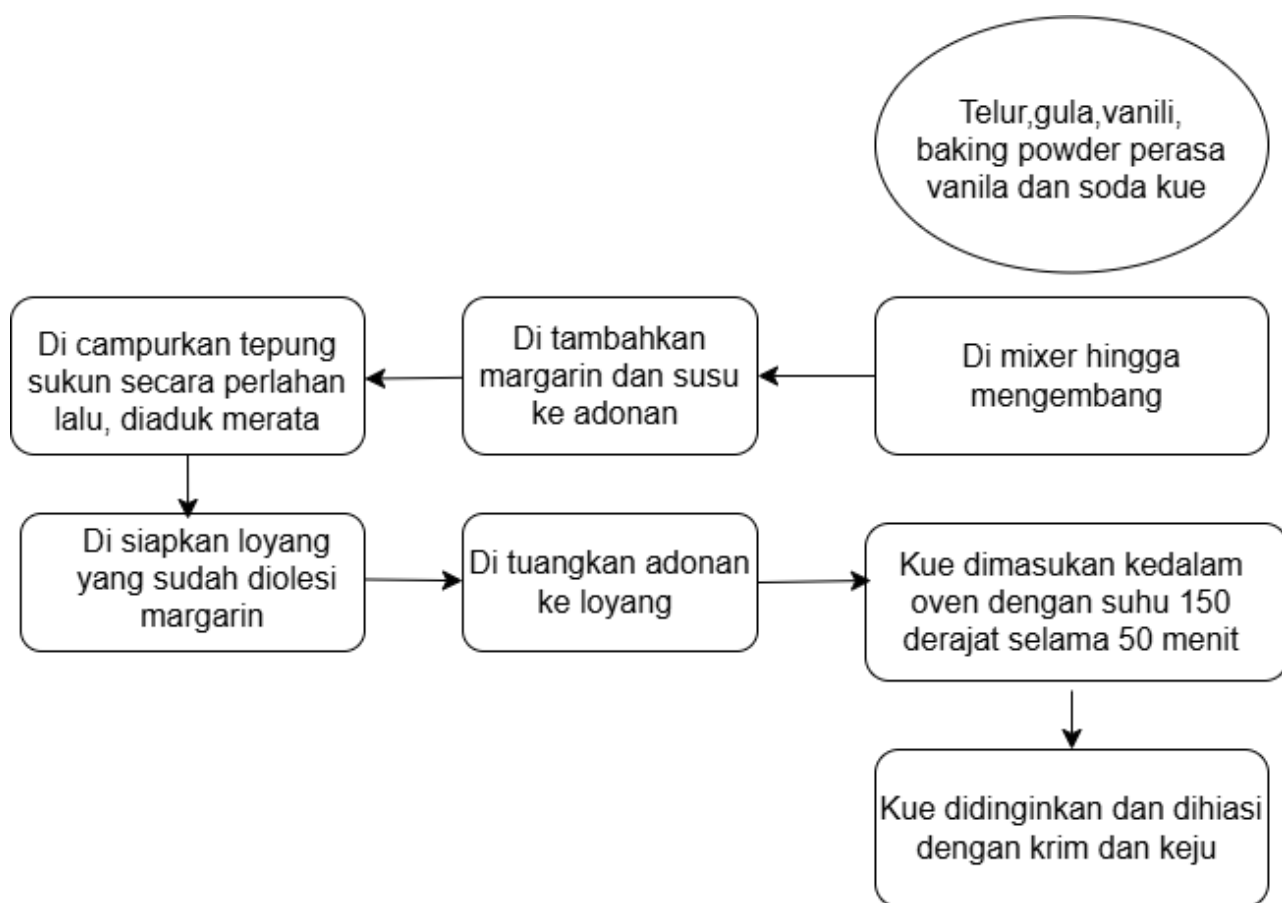 Telur,gula,vanili,
baking powder perasa
vanila dan soda kue
Di mixer hingga
mengembang
Di tambahkan
margarin dan susu
ke adonan
Di campurkan tepung
sukun secara perlahan
lalu, diaduk merata
Di siapkan loyang
yang sudah diolesi
margarin
Di tuangkan adonan
ke loyang
Kue dimasukan kedalam
oven dengan suhu 150
derajat selama 50 menit
Kue didinginkan dan dihiasi
dengan krim dan keju